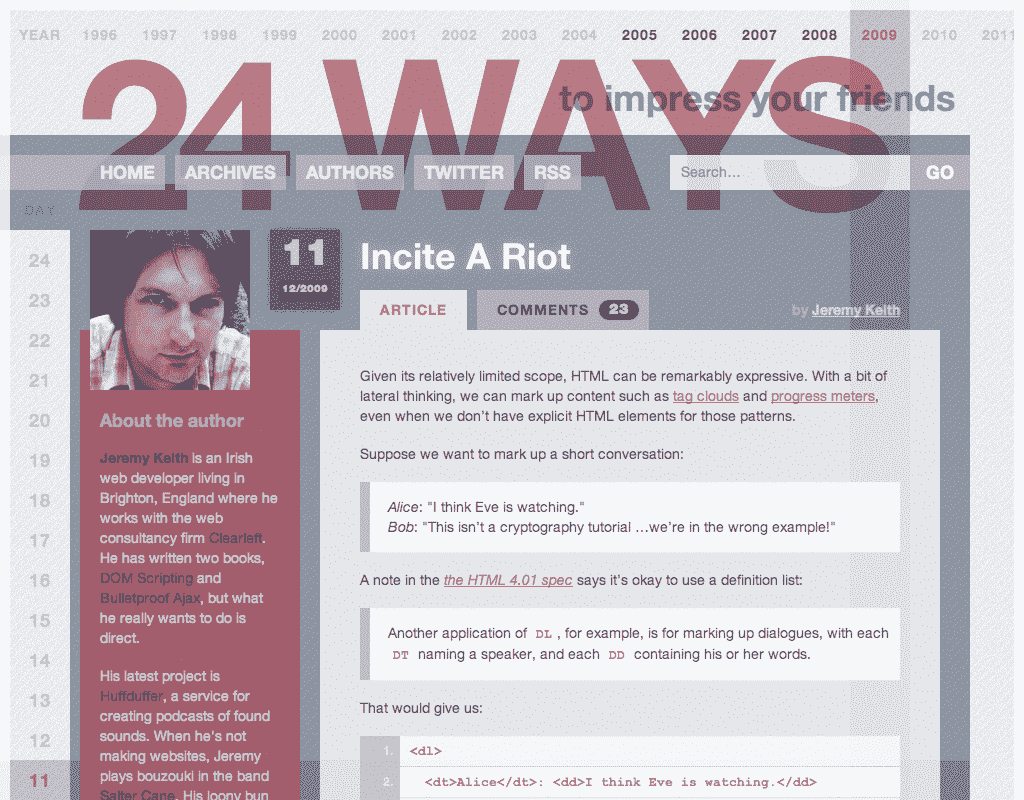 YEAR 1996 1997 1998 1999 2000 2001 2002 2003 2004 2005 2006 2007 2008 2009 2010 2011
24 WAYS
to impress your friends
HOME ARCHIVES AUTHORS TWITTER RSS Search... GO
DAY
24
23
22
21
20
19
18
17
16
15
14
13
12
11
11
12/2009
Incite A Riot
ARTICLE COMMENTS 23
by Jeremy Keith
About the author
Jeremy Keith is an Irish
web developer living in
Brighton, England where he
works with the web
consultancy firm Clearleft.
He has written two books,
DOM Scripting and
Bulletproof Ajax, but what
he really wants to do is
direct.
His latest project is
Huffduffer, a service for
creating podcasts of found
sounds. When he's not
making websites, Jeremy
plays bouzouki in the band
Salter Cane. His loony bun
Given its relatively limited scope, HTML can be remarkably expressive. With a bit of
lateral thinking, we can mark up content such as tag clouds and progress meters,
even when we don't have explicit HTML elements for those patterns.
Suppose we want to mark up a short conversation:
Alice: "I think Eve is watching."
Bob: "This isn't a cryptography tutorial ...we're in the wrong example!"
A note in the the HTML 4.01 spec says it's okay to use a definition list:
Another application of DL , for example, is for marking up dialogues, with each
DT naming a speaker, and each DD containing his or her words.
That would give us:
1. <dl>
2. <dt>Alice</dt>: <dd>I think Eve is watching.</dd>